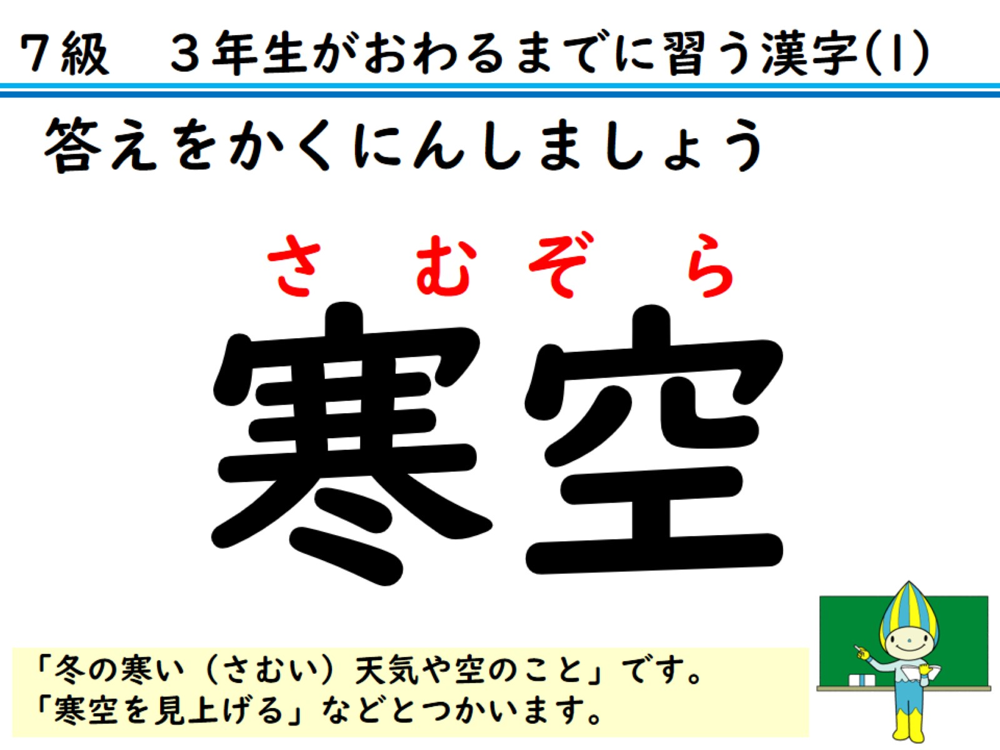 ７級　３年生がおわるまでに習う漢字(1)
答えをかくにんしましょう
さむぞら
寒空
「冬の寒い（さむい）天気や空のこと」です。
「寒空を見上げる」などとつかいます。